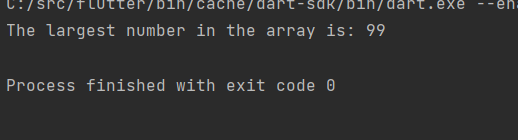 C:/src/flutter/bin/cache/dart-sdk/bin/dart.exe --en
The largest number in the array is: 99
Process finished with exit code 0